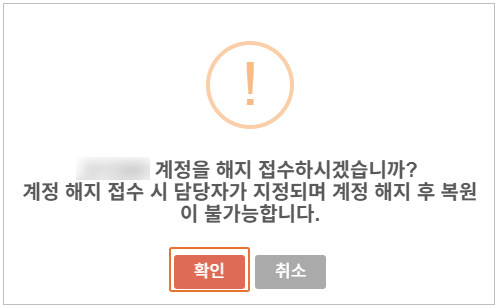 계정을 해지 접수하시겠습니까?
계정 해지 접수 시 담당자가 지정되며 계정 해지 후 복원
이 불가능합니다.
확인
취소